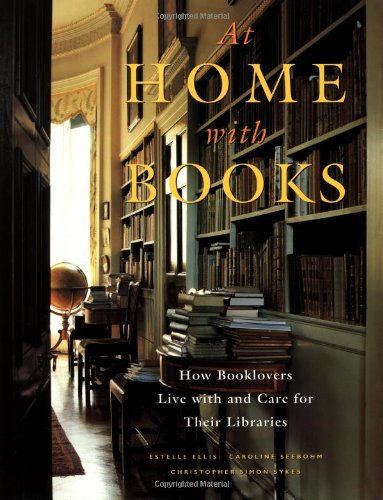 At
HOME
with
BOOKS
How Booklovers
Live with and Care for
Their Libraries
ESTELLE ELLIS CAROLINE SEEBOHM
CHRISTOPHER SIMON SYKES